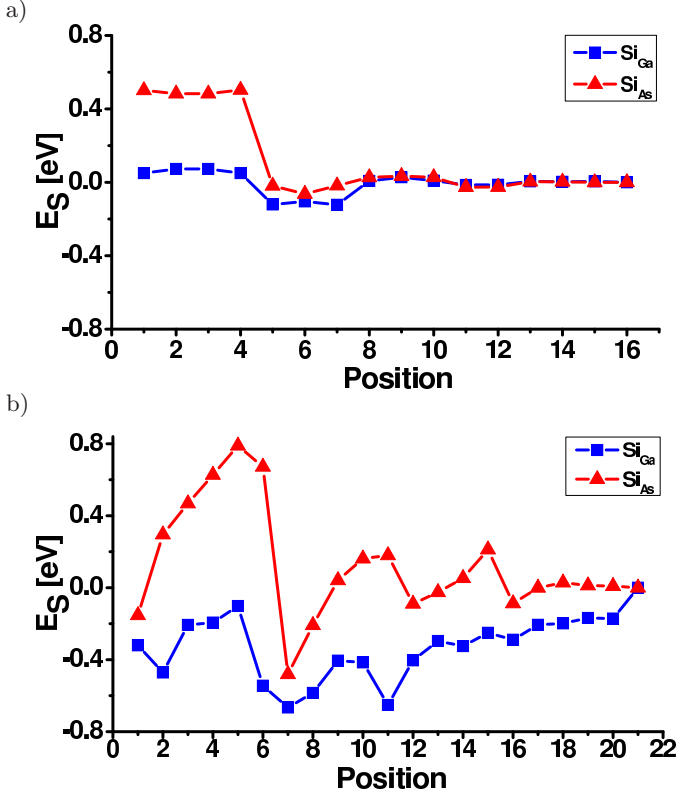 a)
0.8
0.4
0.0
-0.4
-0.8
E_S [eV]
Si_Ga
Si_As
0 2 4 6 8 10 12 14 16
Position
b)
0.8
0.4
0.0
-0.4
-0.8
E_S [eV]
Si_Ga
Si_As
0 2 4 6 8 10 12 14 16 18 20 22
Position